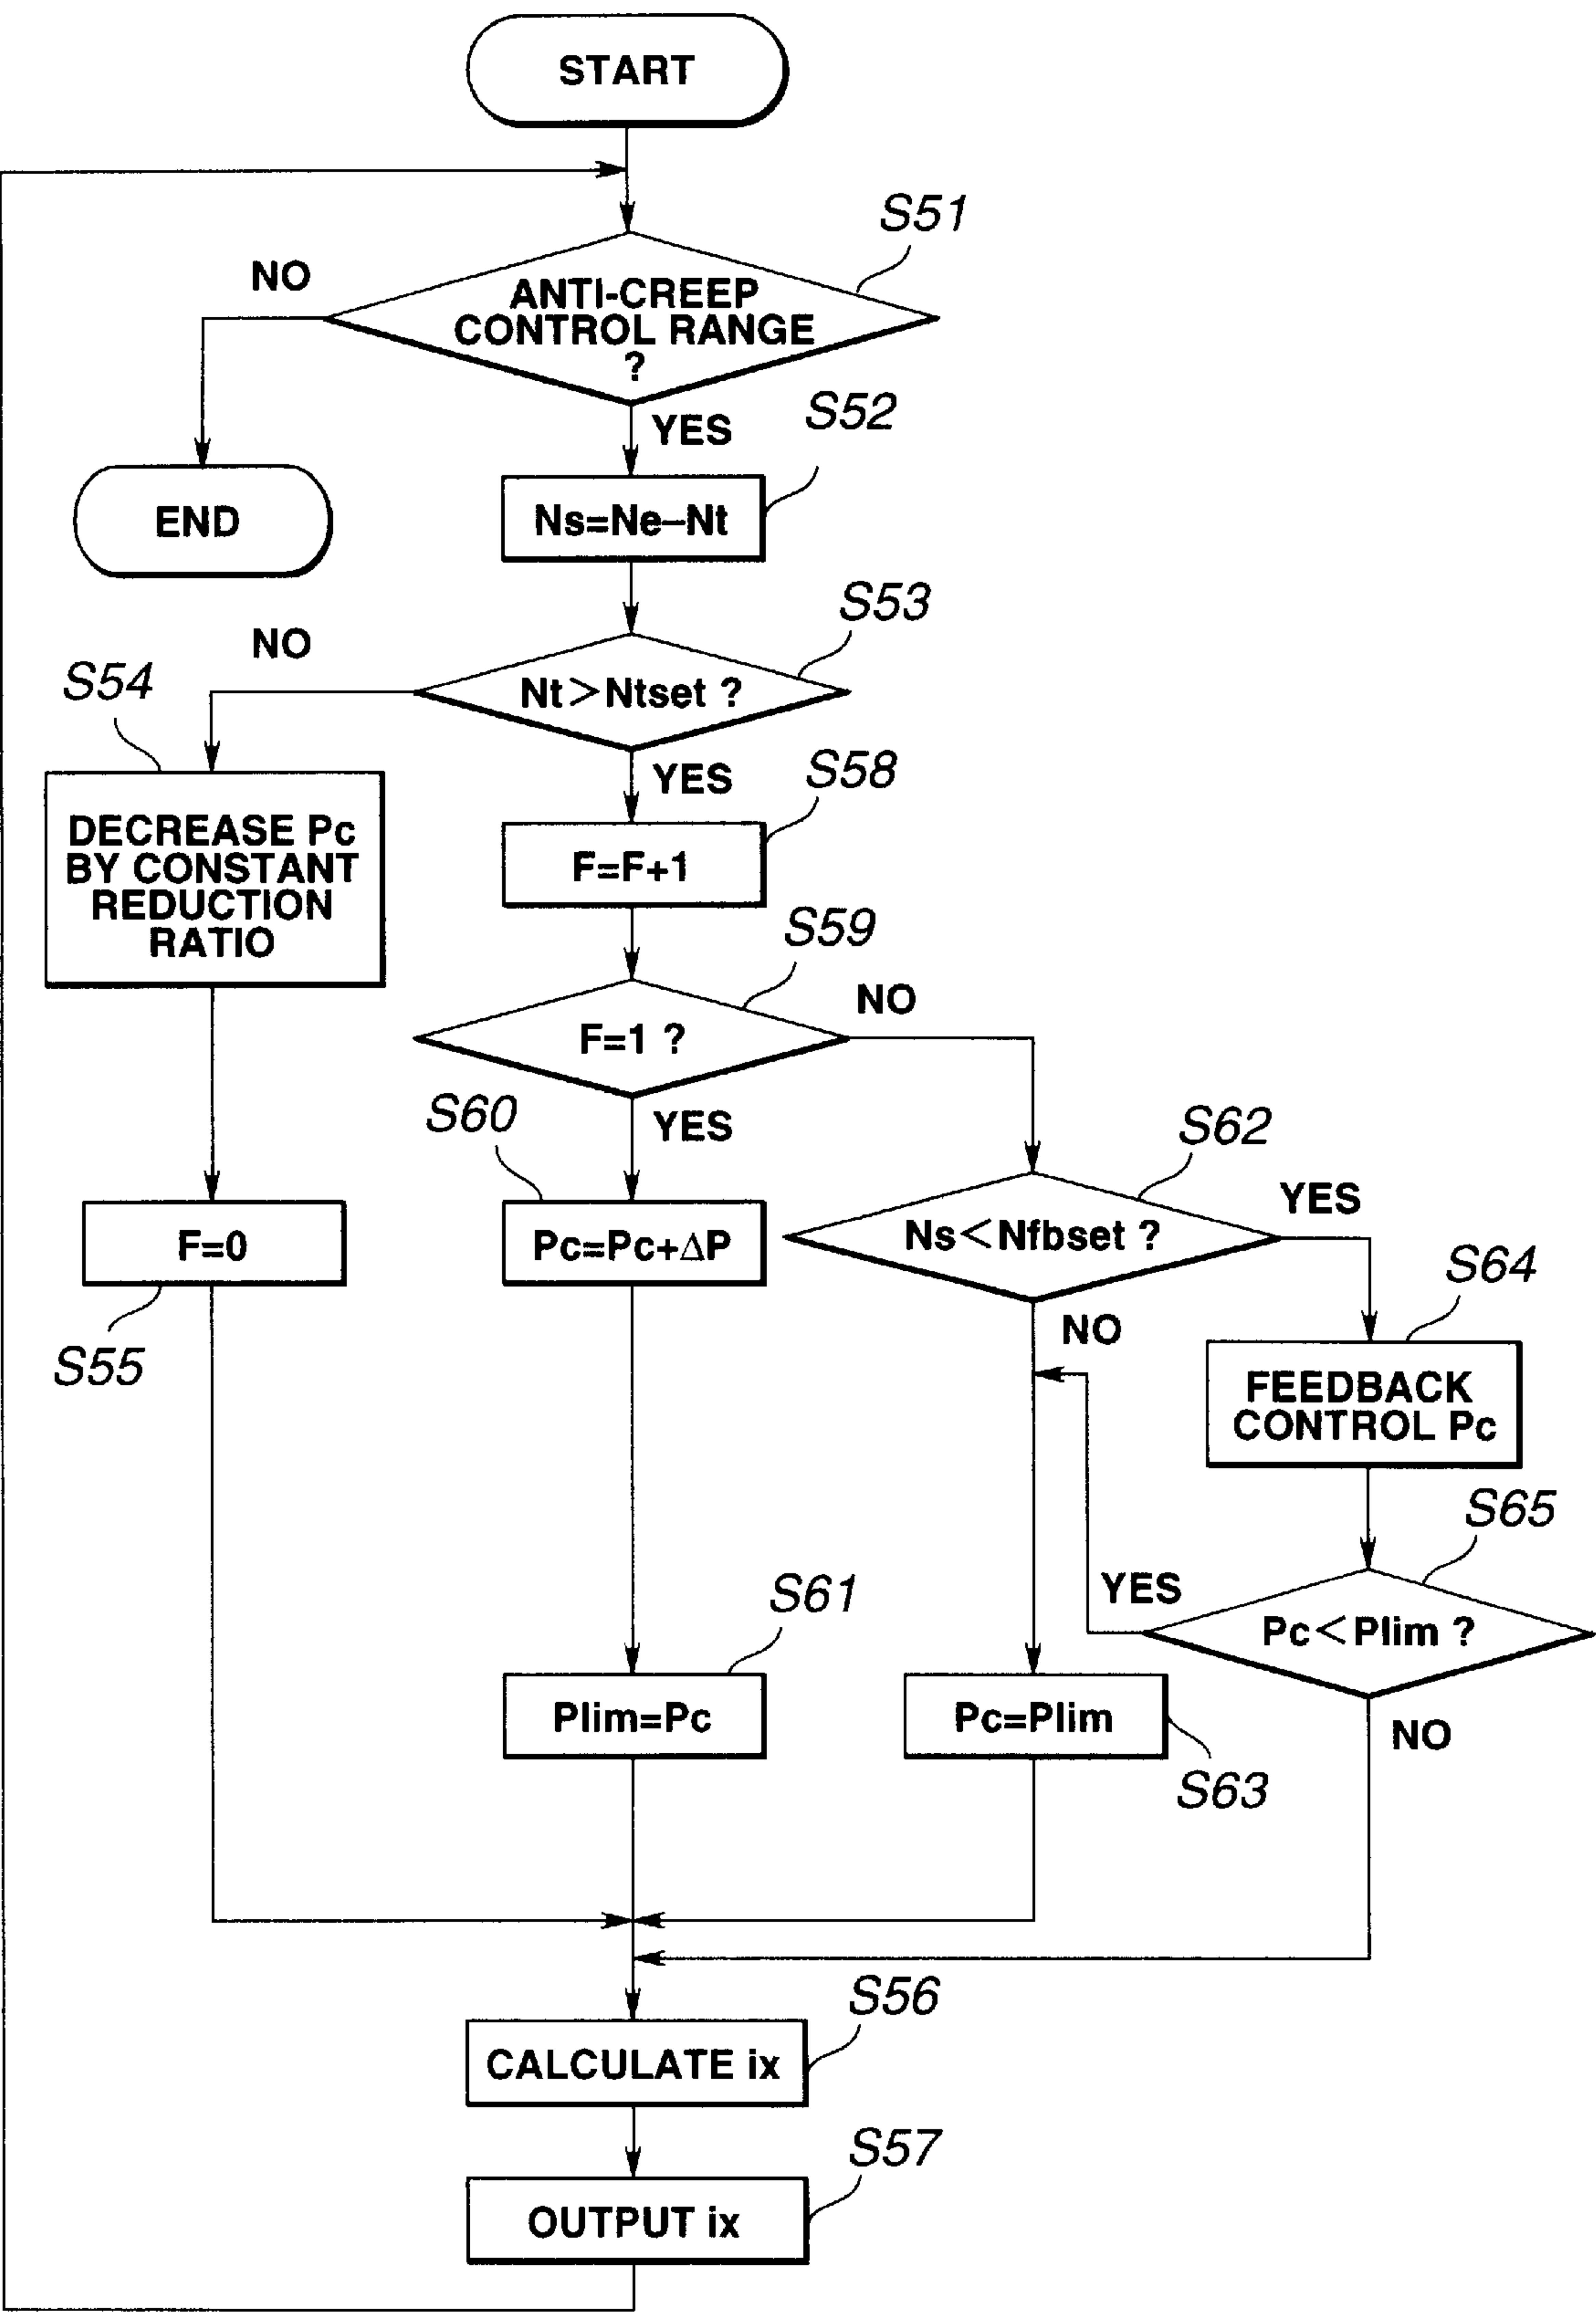 START
S51
NO
ANTI-CREEP
CONTROL RANGE
?
S52
YES
Ns=Ne–Nt
END
S53
NO
S54
Nt>Ntset ?
YES
S58
DECREASE Pc
BY CONSTANT
REDUCTION
RATIO
F=F+1
S59
NO
F=1 ?
S60
YES
S62
YES
F=0
Pc=Pc+ΔP
Ns<Nfbset ?
S64
S55
NO
FEEDBACK
CONTROL Pc
S65
S61
YES
Pc<Plim ?
Plim=Pc
Pc=Plim
NO
S63
S56
CALCULATE ix
S57
OUTPUT ix